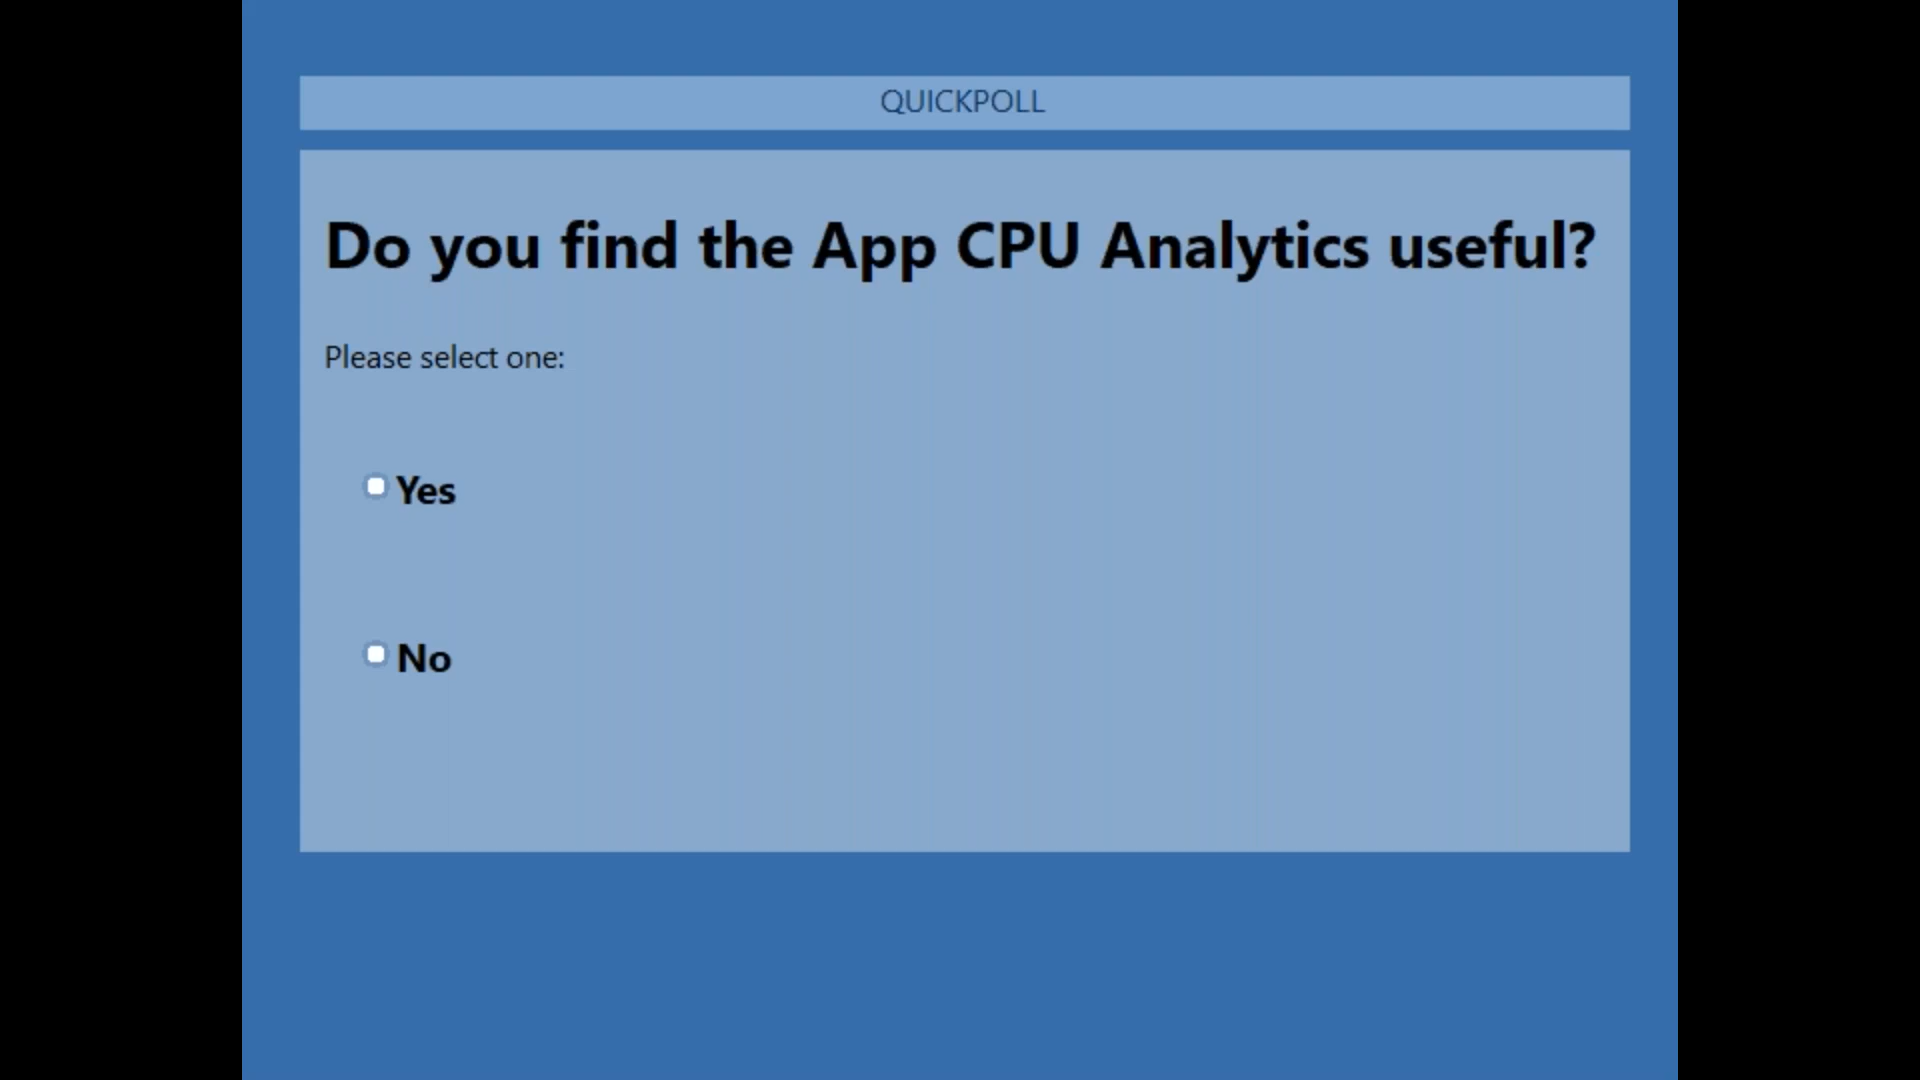 QUICKPOLL
Do you find the App CPU Analytics useful?
Please select one:
Yes
No